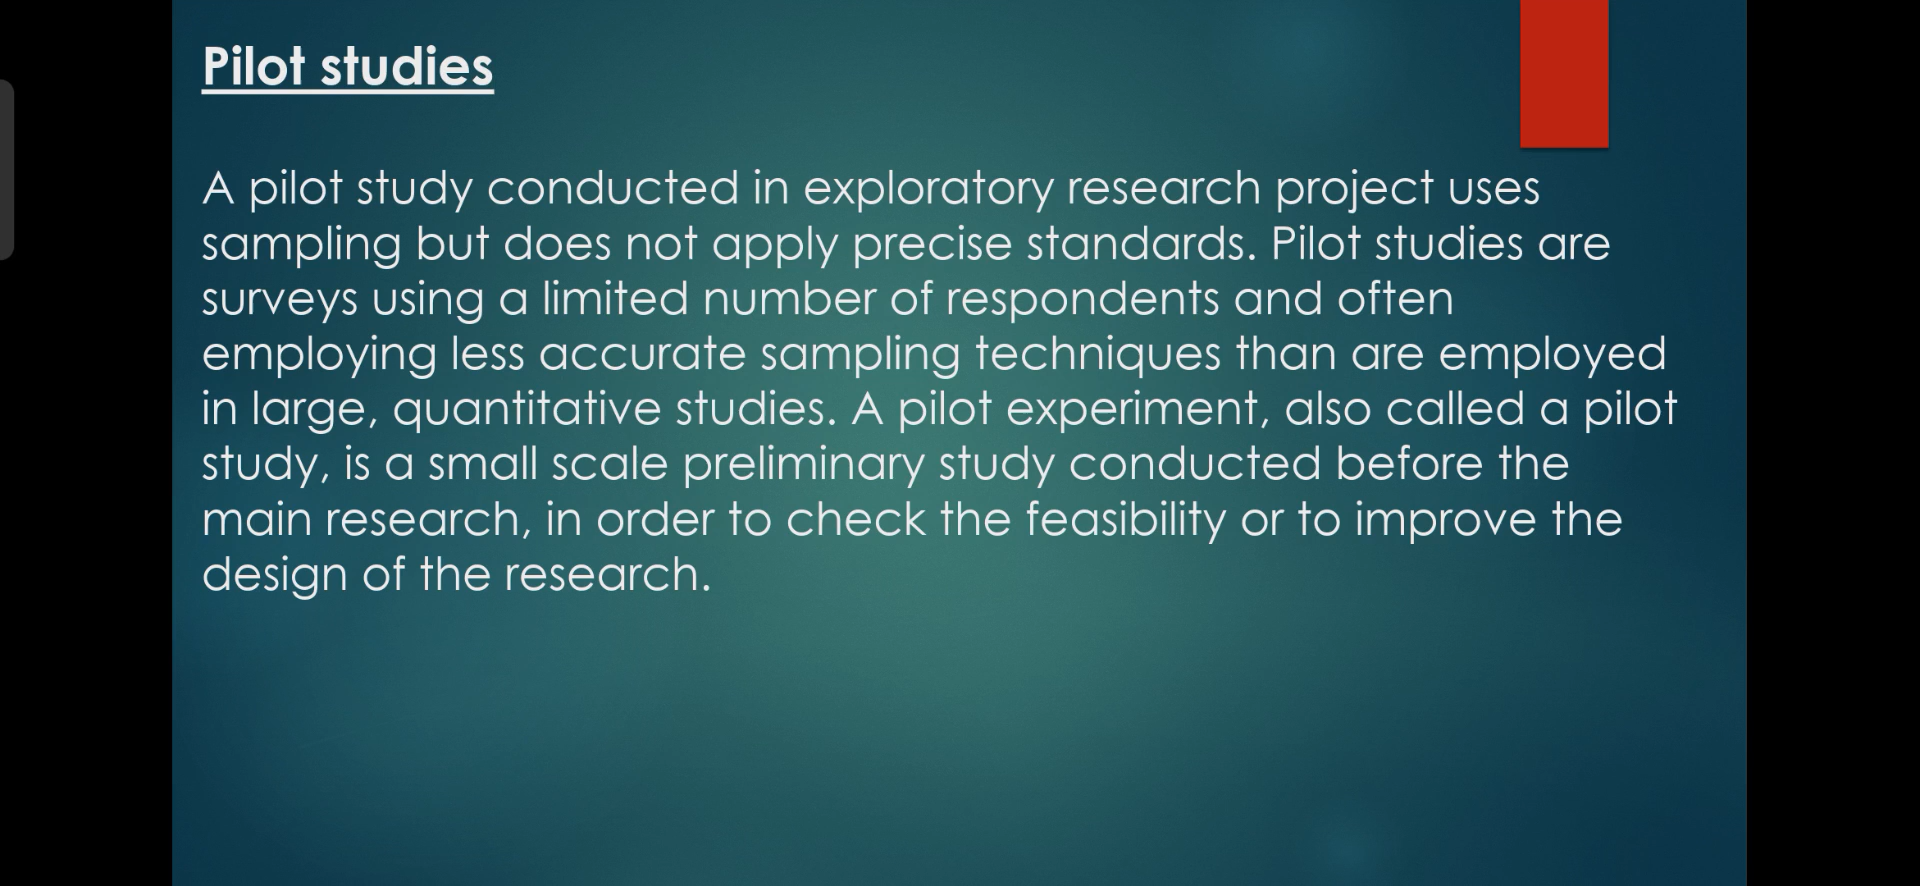 Pilot studies
A pilot study conducted in exploratory research project uses
sampling but does not apply precise standards. Pilot studies are
surveys using a limited number of respondents and often
employing less accurate sampling techniques than are employed
in large, quantitative studies. A pilot experiment, also called a pilot
study, is a small scale preliminary study conducted before the
main research, in order to check the feasibility or to improve the
design of the research.